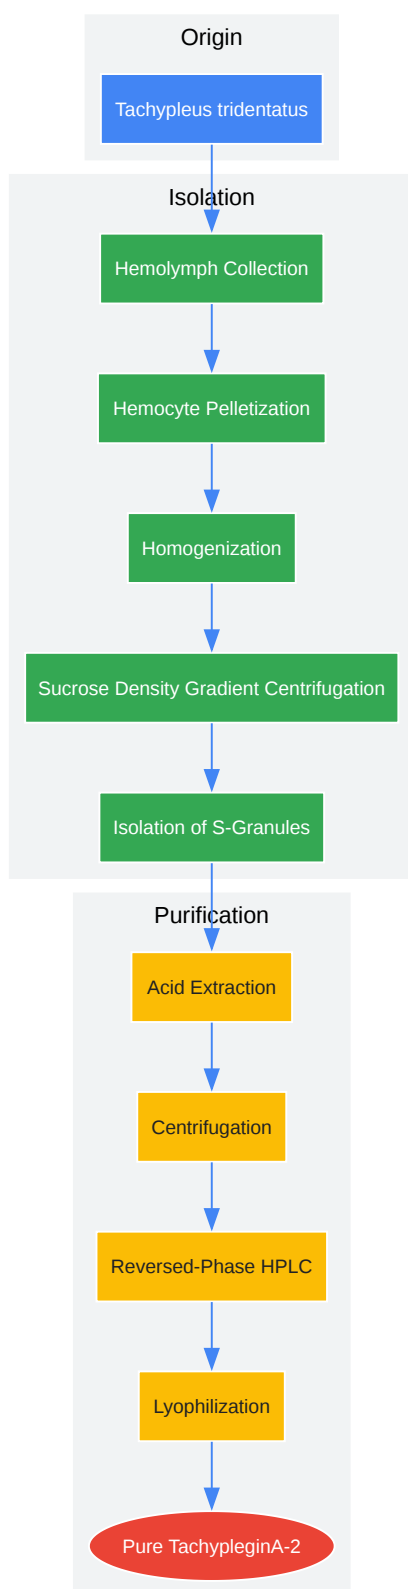 Origin
Tachypleus tridentatus
Isolation
Hemolymph Collection
Hemocyte Pelletization
Homogenization
Sucrose Density Gradient Centrifugation
Isolation of S-Granules
Purification
Acid Extraction
Centrifugation
Reversed-Phase HPLC
Lyophilization
Pure TachypleginA-2